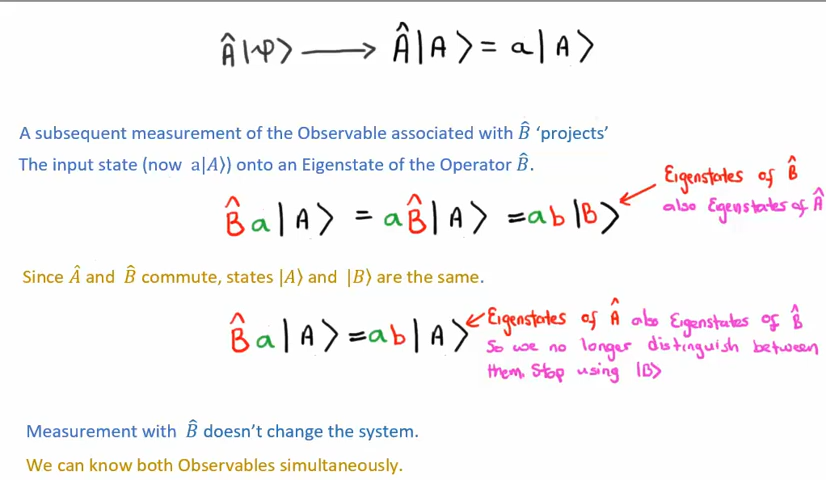 Â|ψ⟩ ⟶ Â|A⟩ = a|A⟩
A subsequent measurement of the Observable associated with B̂ ‘projects’
The input state (now a|A⟩) onto an Eigenstate of the Operator B̂.
Eigenstates of B̂
also Eigenstates of Â
B̂a|A⟩ = aB̂|A⟩ = ab|B⟩
Since Â and B̂ commute, states |A⟩ and |B⟩ are the same.
B̂a|A⟩ = ab|A⟩
Eigenstates of Â also Eigenstates of B̂
So we no longer distinguish between
them. Stop using |B⟩
Measurement with B̂ doesn’t change the system.
We can know both Observables simultaneously.